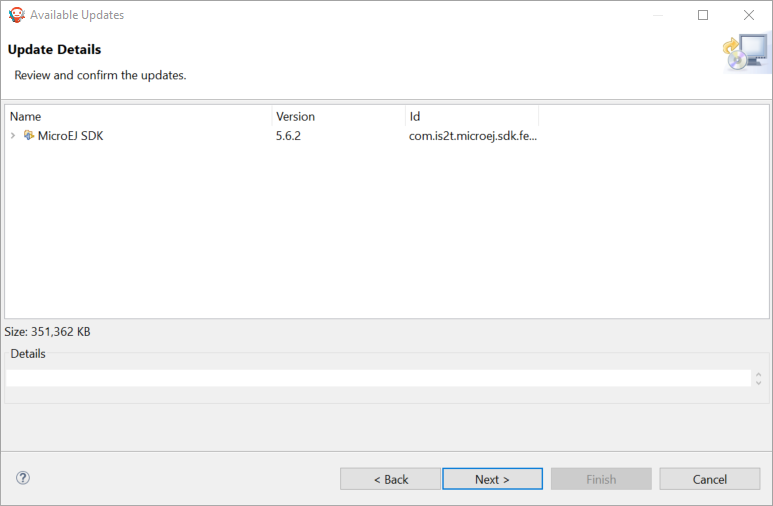 Available Updates
Update Details
Review and confirm the updates.
Name Version Id
MicroEJ SDK 5.6.2 com.is2t.microej.sdk.fe...
Size: 351,362 KB
Details
? < Back Next > Finish Cancel